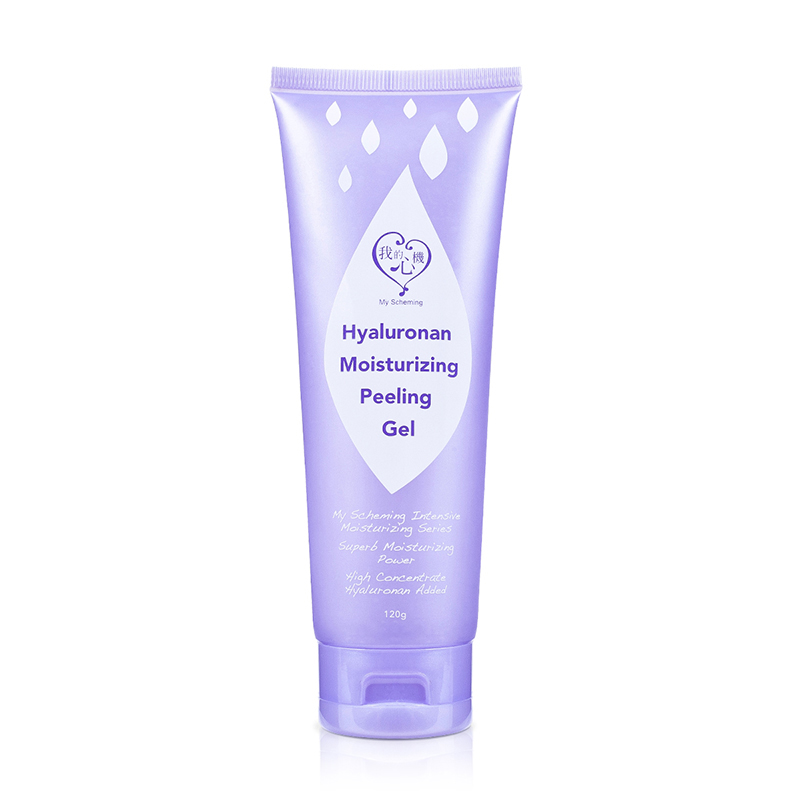 我的心機
My Scheming
Hyaluronan
Moisturizing
Peeling
Gel
My Scheming Intensive
Moisturizing Series
Superb Moisturizing
Power
High Concentrate
Hyaluronan Added
120g